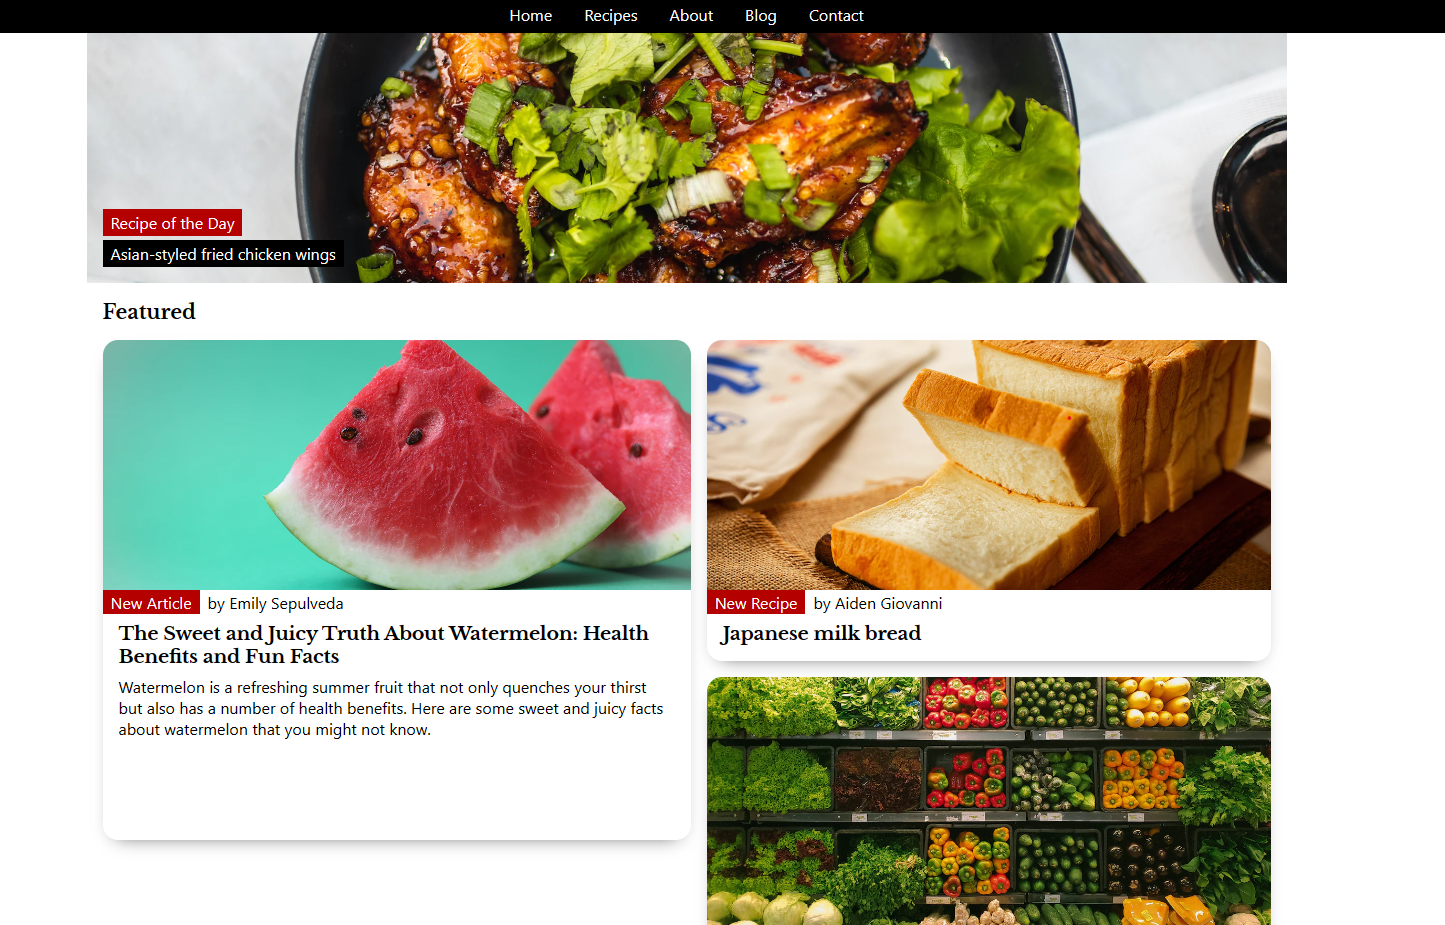 Home Recipes About Blog Contact
Recipe of the Day
Asian-styled fried chicken wings
Featured
New Article by Emily Sepulveda
The Sweet and Juicy Truth About Watermelon: Health
Benefits and Fun Facts
Watermelon is a refreshing summer fruit that not only quenches your thirst
but also has a number of health benefits. Here are some sweet and juicy facts
about watermelon that you might not know.
New Recipe by Aiden Giovanni
Japanese milk bread